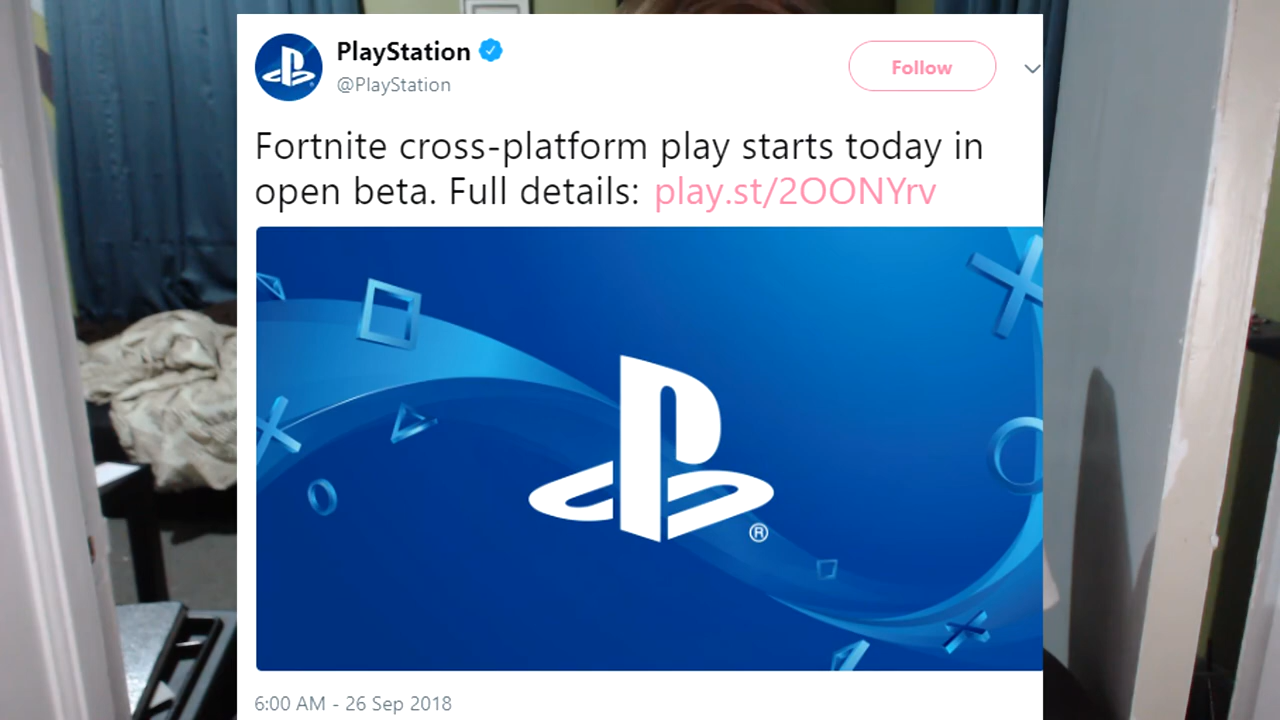 PlayStation
@PlayStation
Follow
Fortnite cross-platform play starts today in
open beta. Full details: play.st/2OONYrv
®
6:00 AM - 26 Sep 2018